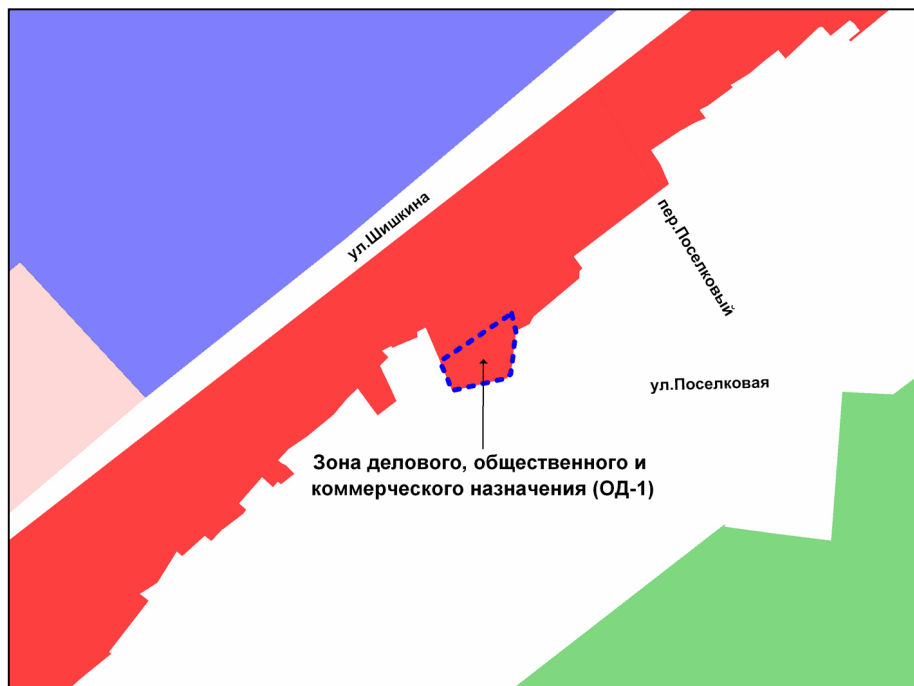 ул.Шишкина
пер.Поселковый
ул.Поселковая
Зона делового, общественного и
коммерческого назначения (ОД-1)